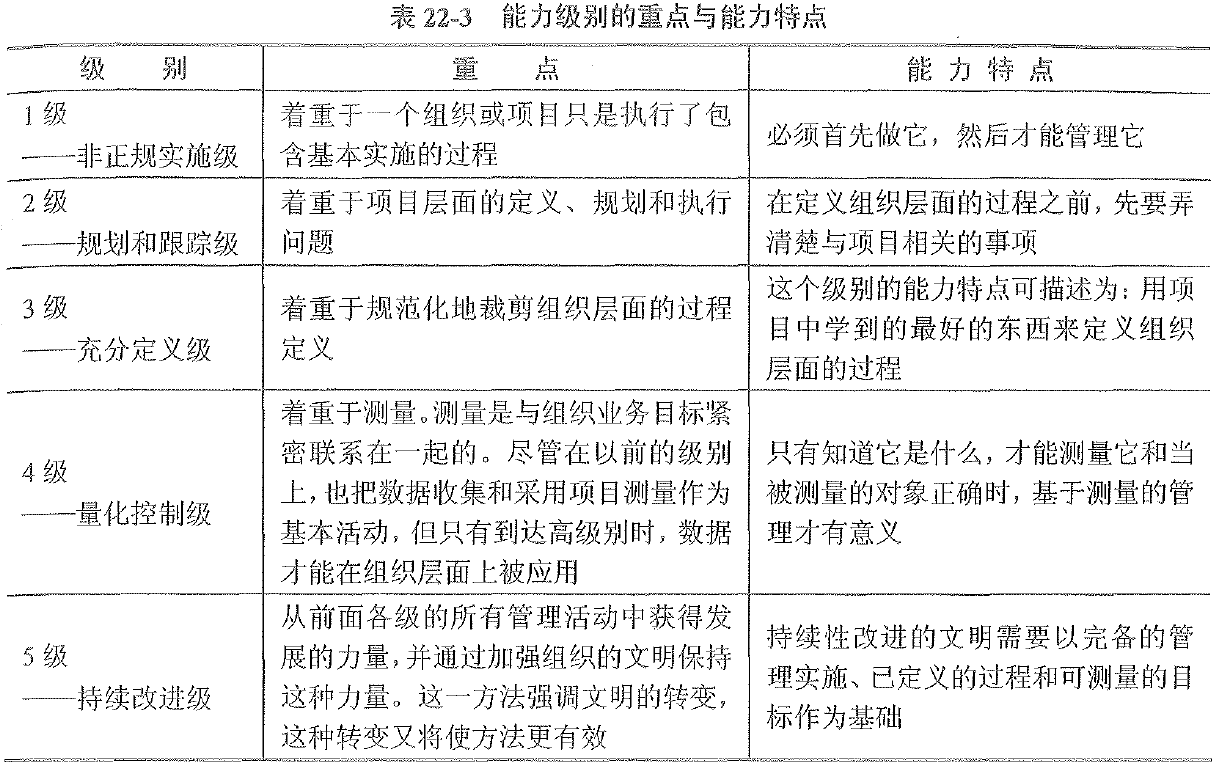 表 22-3 能力级别的重点与能力特点
级 别 重 点 能 力 特 点
1 级
——非正规实施级
着重于一个组织或项目只是执行了包
含基本实施的过程
必须首先做它，然后才能管理它
2 级
——规划和跟踪级
着重于项目层面的定义、规划和执行
问题
在定义组织层面的过程之前，先要弄
清楚与项目相关的事项
3 级
——充分定义级
着重于规范化地裁剪组织层面的过程
定义
这个级别的能力特点可描述为：用项
目中学到的最好的东西来定义组织
层面的过程
4 级
——量化控制级
着重于测量。测量是与组织业务目标紧
密联系在一起的。尽管在以前的级别
上，也把数据收集和采用项目测量作为
基本活动，但只有到达高级别时，数据
才能在组织层面上被应用
只有知道它是什么，才能测量它和当
被测量的对象正确时，基于测量的管
理才有意义
5 级
——持续改进级
从前面各级的所有管理活动中获得发
展的力量，并通过加强组织的文明保持
这种力量。这一方法强调文明的转变，
这种转变又将使方法更有效
持续性改进的文明需要以完备的管
理实施、已定义的过程和可测量的目
标作为基础